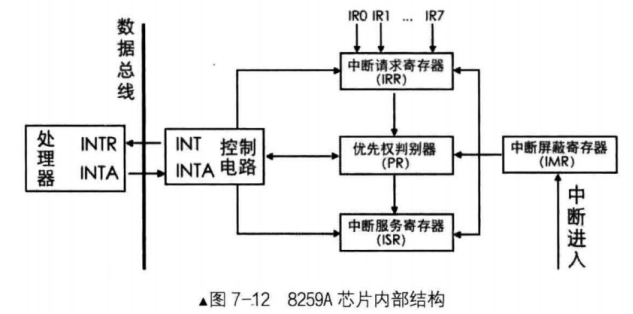 IR0 IR1 ... IR7
数据总线
中断请求寄存器
(IRR)
处理器
INTR
INTA
INT
INTA
控制
电路
优先权判别器
(PR)
中断屏蔽寄存器
(IMR)
中断服务寄存器
(ISR)
中断进入
▲图 7-12 8259A 芯片内部结构